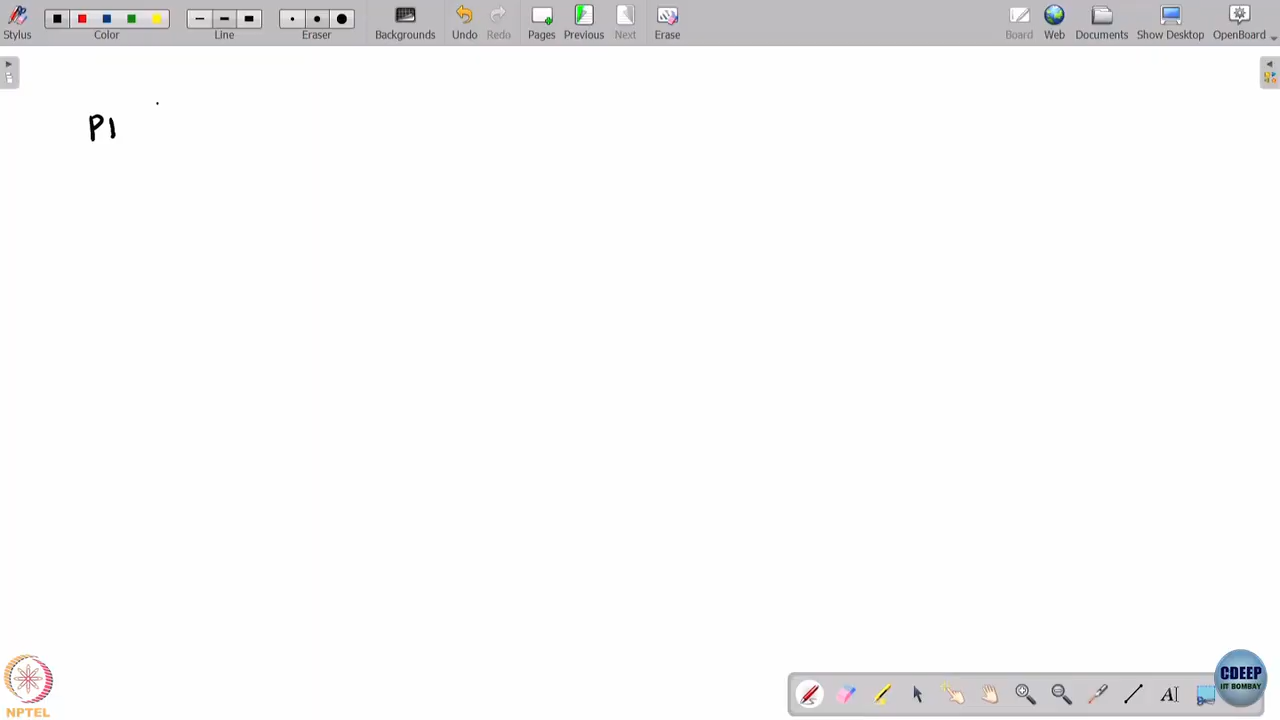 Stylus Color Line Eraser Backgrounds Undo Redo Pages Previous Next Erase Board Web Documents Show Desktop OpenBoard
P1
NPTEL
CDEEP
IIT BOMBAY